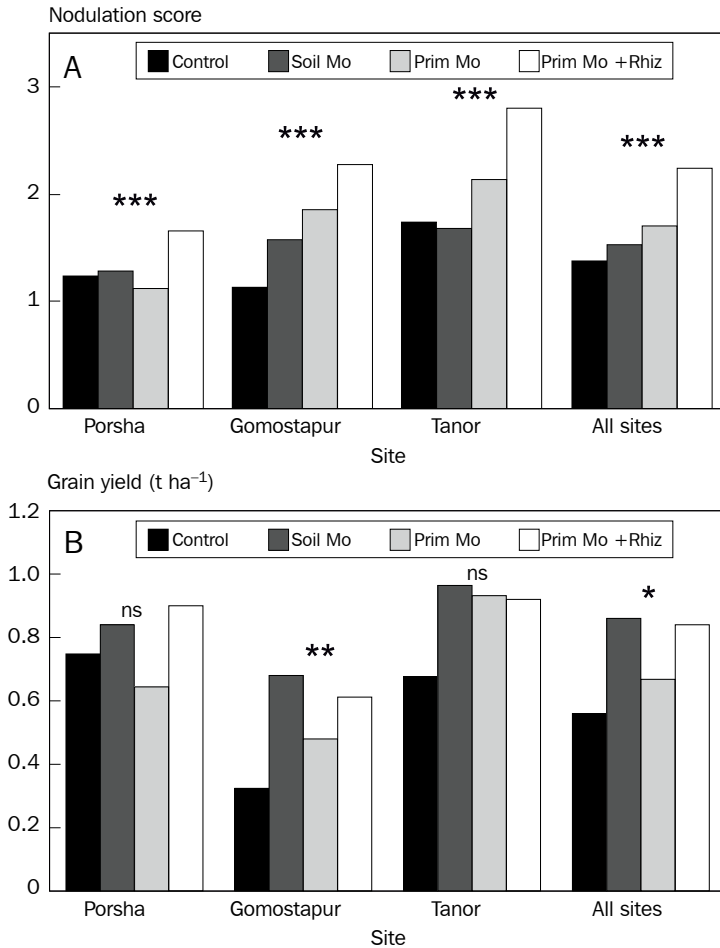 Nodulation score
A
Control Soil Mo Prim Mo Prim Mo +Rhiz
3
***
***
***
***
2
1
0
Porsha Gomostapur Tanor All sites
Site
Grain yield (t ha⁻¹)
1.2
B
Control Soil Mo Prim Mo Prim Mo +Rhiz
1.0
ns
*
ns
0.8
**
0.6
0.4
0.2
0
Porsha Gomostapur Tanor All sites
Site